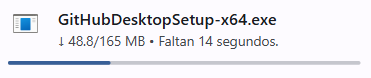 GitHubDesktopSetup-x64.exe
↓ 48.8/165 MB • Faltan 14 segundos.